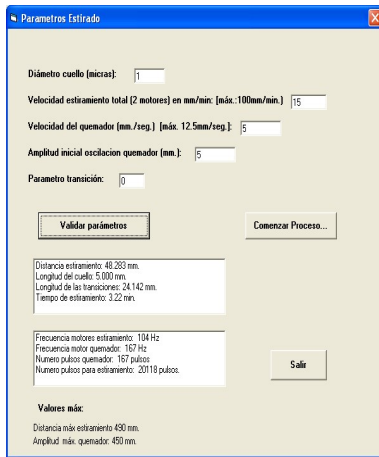 Parametros Estirado
Diámetro cuello (micras): 1
Velocidad estiramiento total (2 motores) en mm/min: [máx.:100mm/min.) 15
Velocidad del quemador (mm./seg.) [máx. 12.5mm/seg.]: 5
Amplitud inicial oscilacion quemador (mm.): 5
Parametro transición: 0
Validar parámetros Comenzar Proceso...
Distancia estiramiento: 48.283 mm.
Longitud del cuello: 5.000 mm.
Longitud de las transiciones: 24.142 mm.
Tiempo de estiramiento: 3.22 min.
Frecuencia motores estiramiento: 104 Hz
Frecuencia motor quemador: 167 Hz
Numero pulsos quemador: 167 pulsos
Numero pulsos para estiramiento: 20118 pulsos.
Salir
Valores máx:
Distancia máx estiramiento 490 mm.
Amplitud máx. quemador: 450 mm.